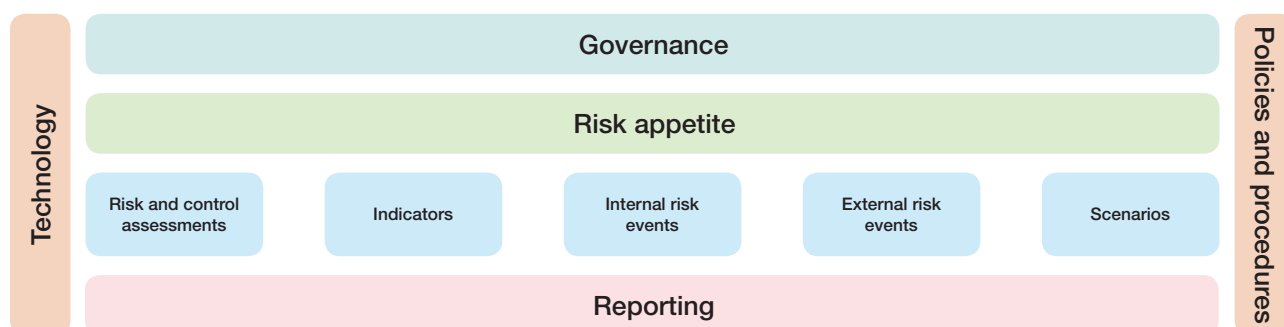 Technology
Governance
Risk appetite
Risk and control
assessments
Indicators
Internal risk
events
External risk
events
Scenarios
Reporting
Policies and procedures